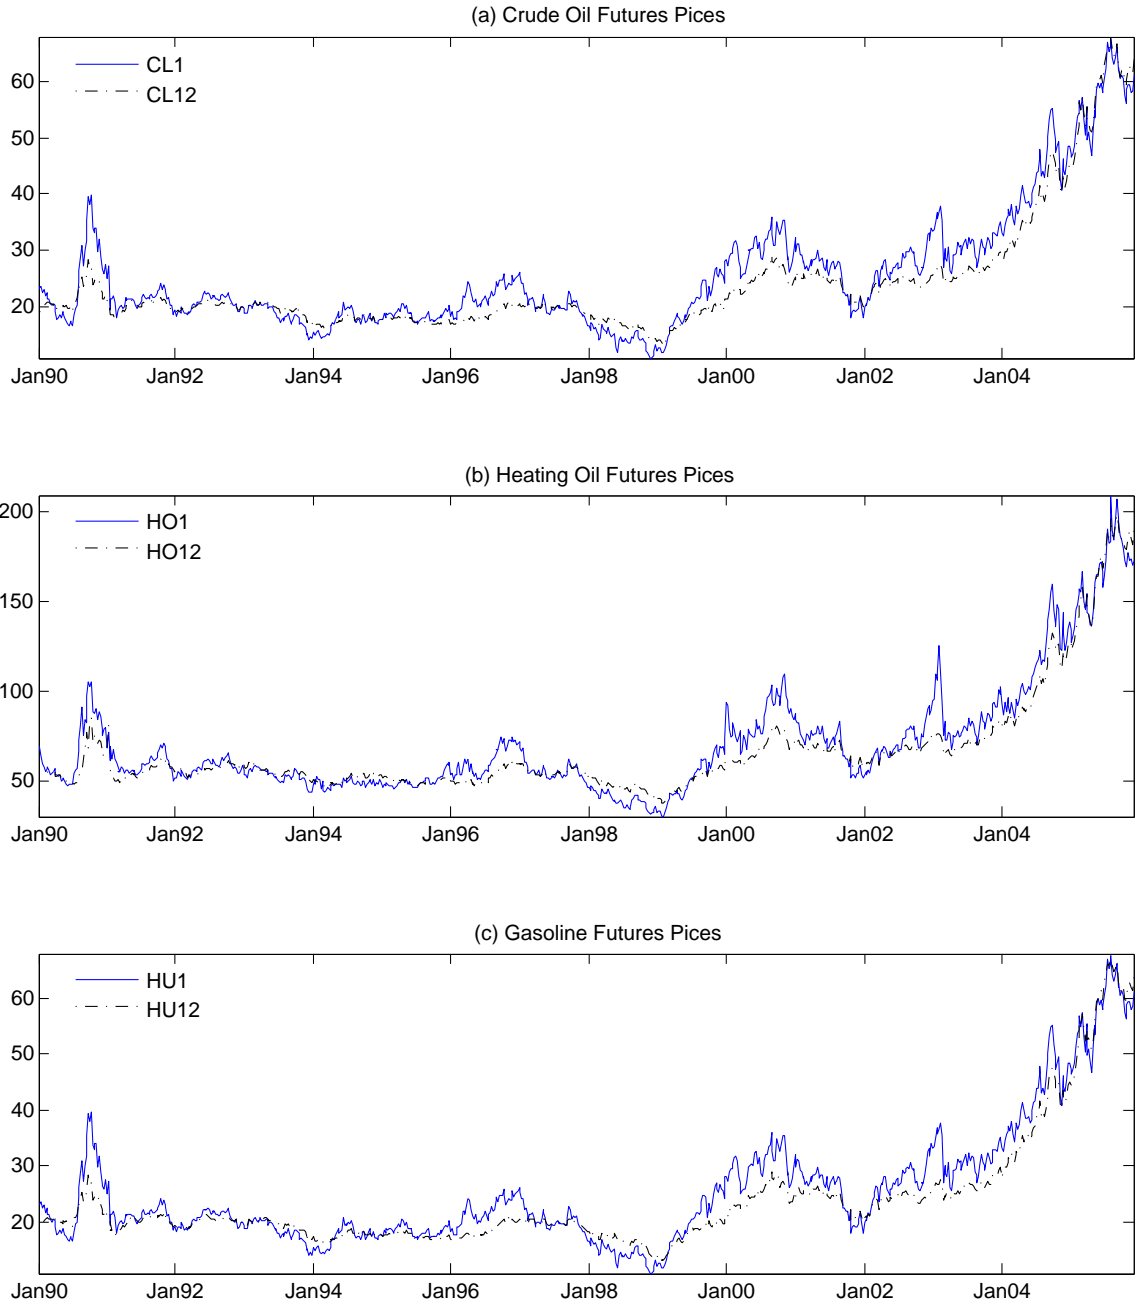 (a) Crude Oil Futures Pices
CL1
CL12
60
50
40
30
20
Jan90 Jan92 Jan94 Jan96 Jan98 Jan00 Jan02 Jan04
(b) Heating Oil Futures Pices
HO1
HO12
200
150
100
50
Jan90 Jan92 Jan94 Jan96 Jan98 Jan00 Jan02 Jan04
(c) Gasoline Futures Pices
HU1
HU12
60
50
40
30
20
Jan90 Jan92 Jan94 Jan96 Jan98 Jan00 Jan02 Jan04